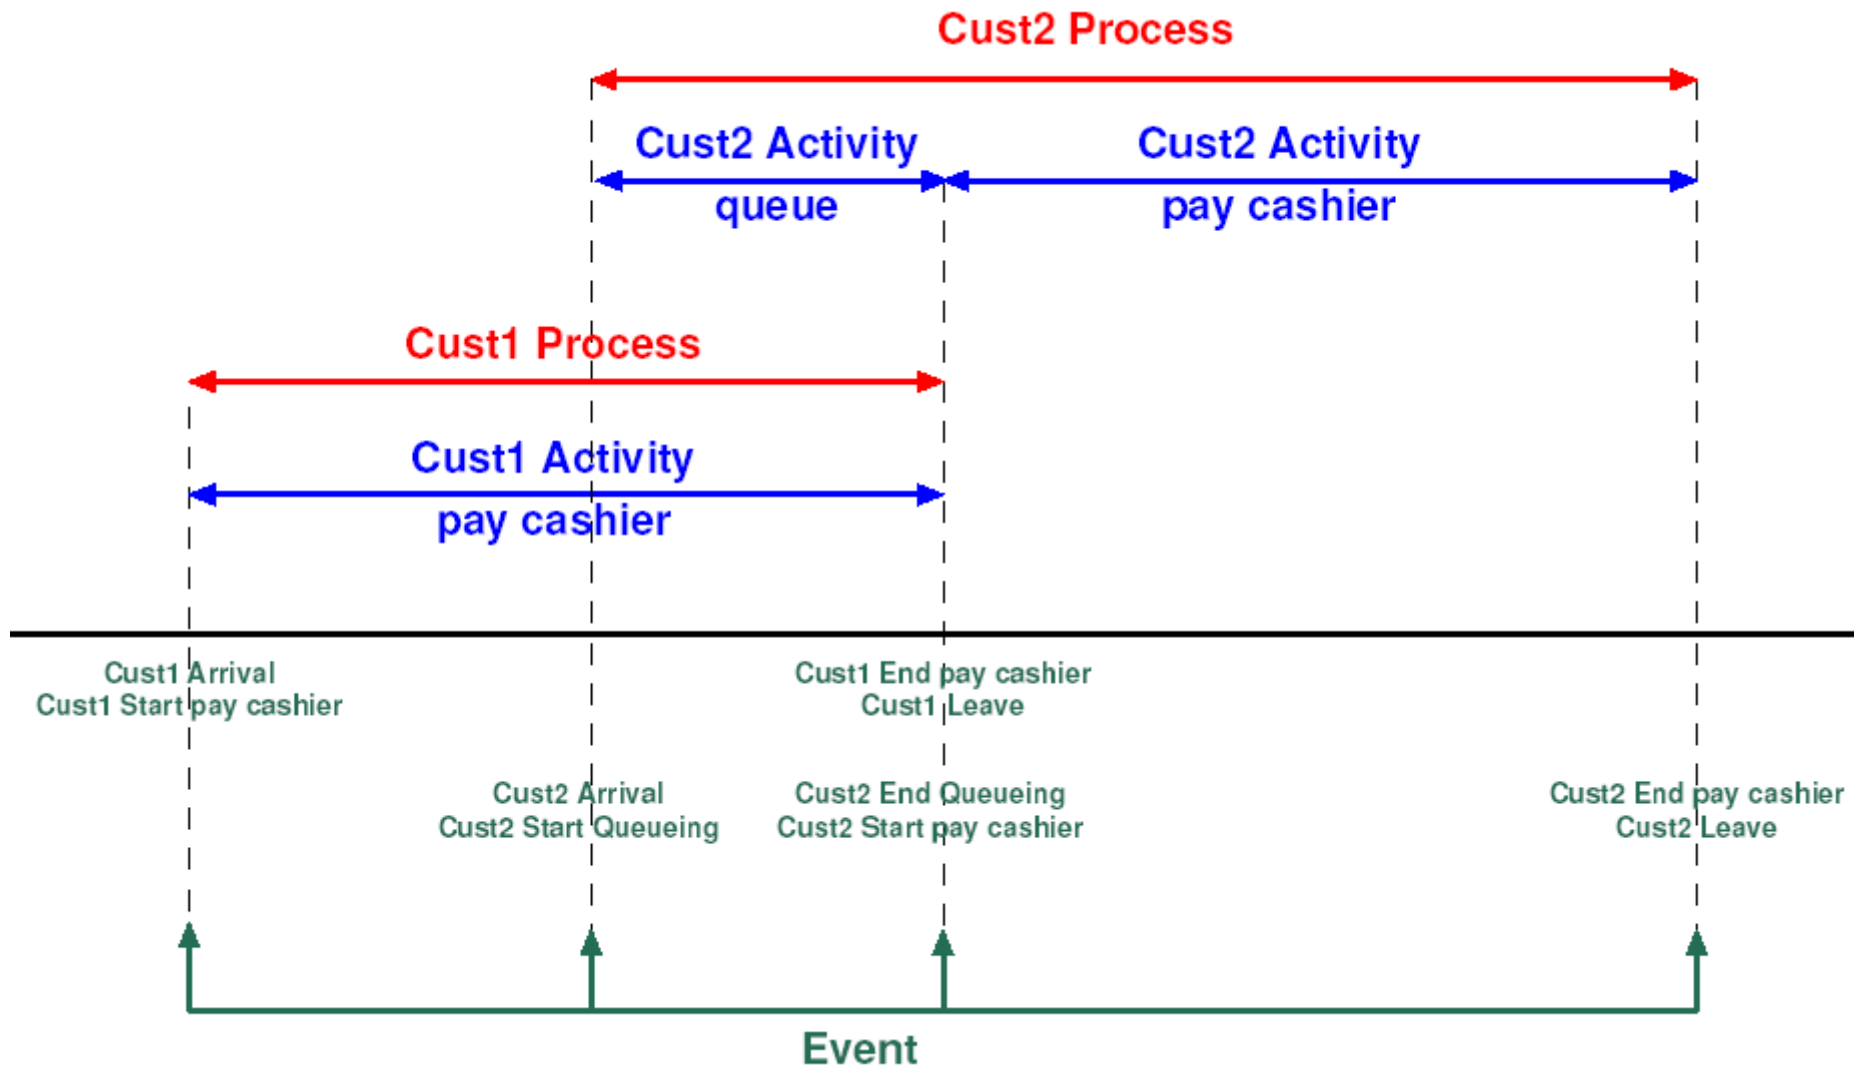 Cust2 Process
Cust2 Activity
queue
Cust2 Activity
pay cashier
Cust1 Process
Cust1 Activity
pay cashier
Cust1 Arrival
Cust1 Start pay cashier
Cust1 End pay cashier
Cust1 Leave
Cust2 Arrival
Cust2 Start Queueing
Cust2 End Queueing
Cust2 Start pay cashier
Cust2 End pay cashier
Cust2 Leave
Event